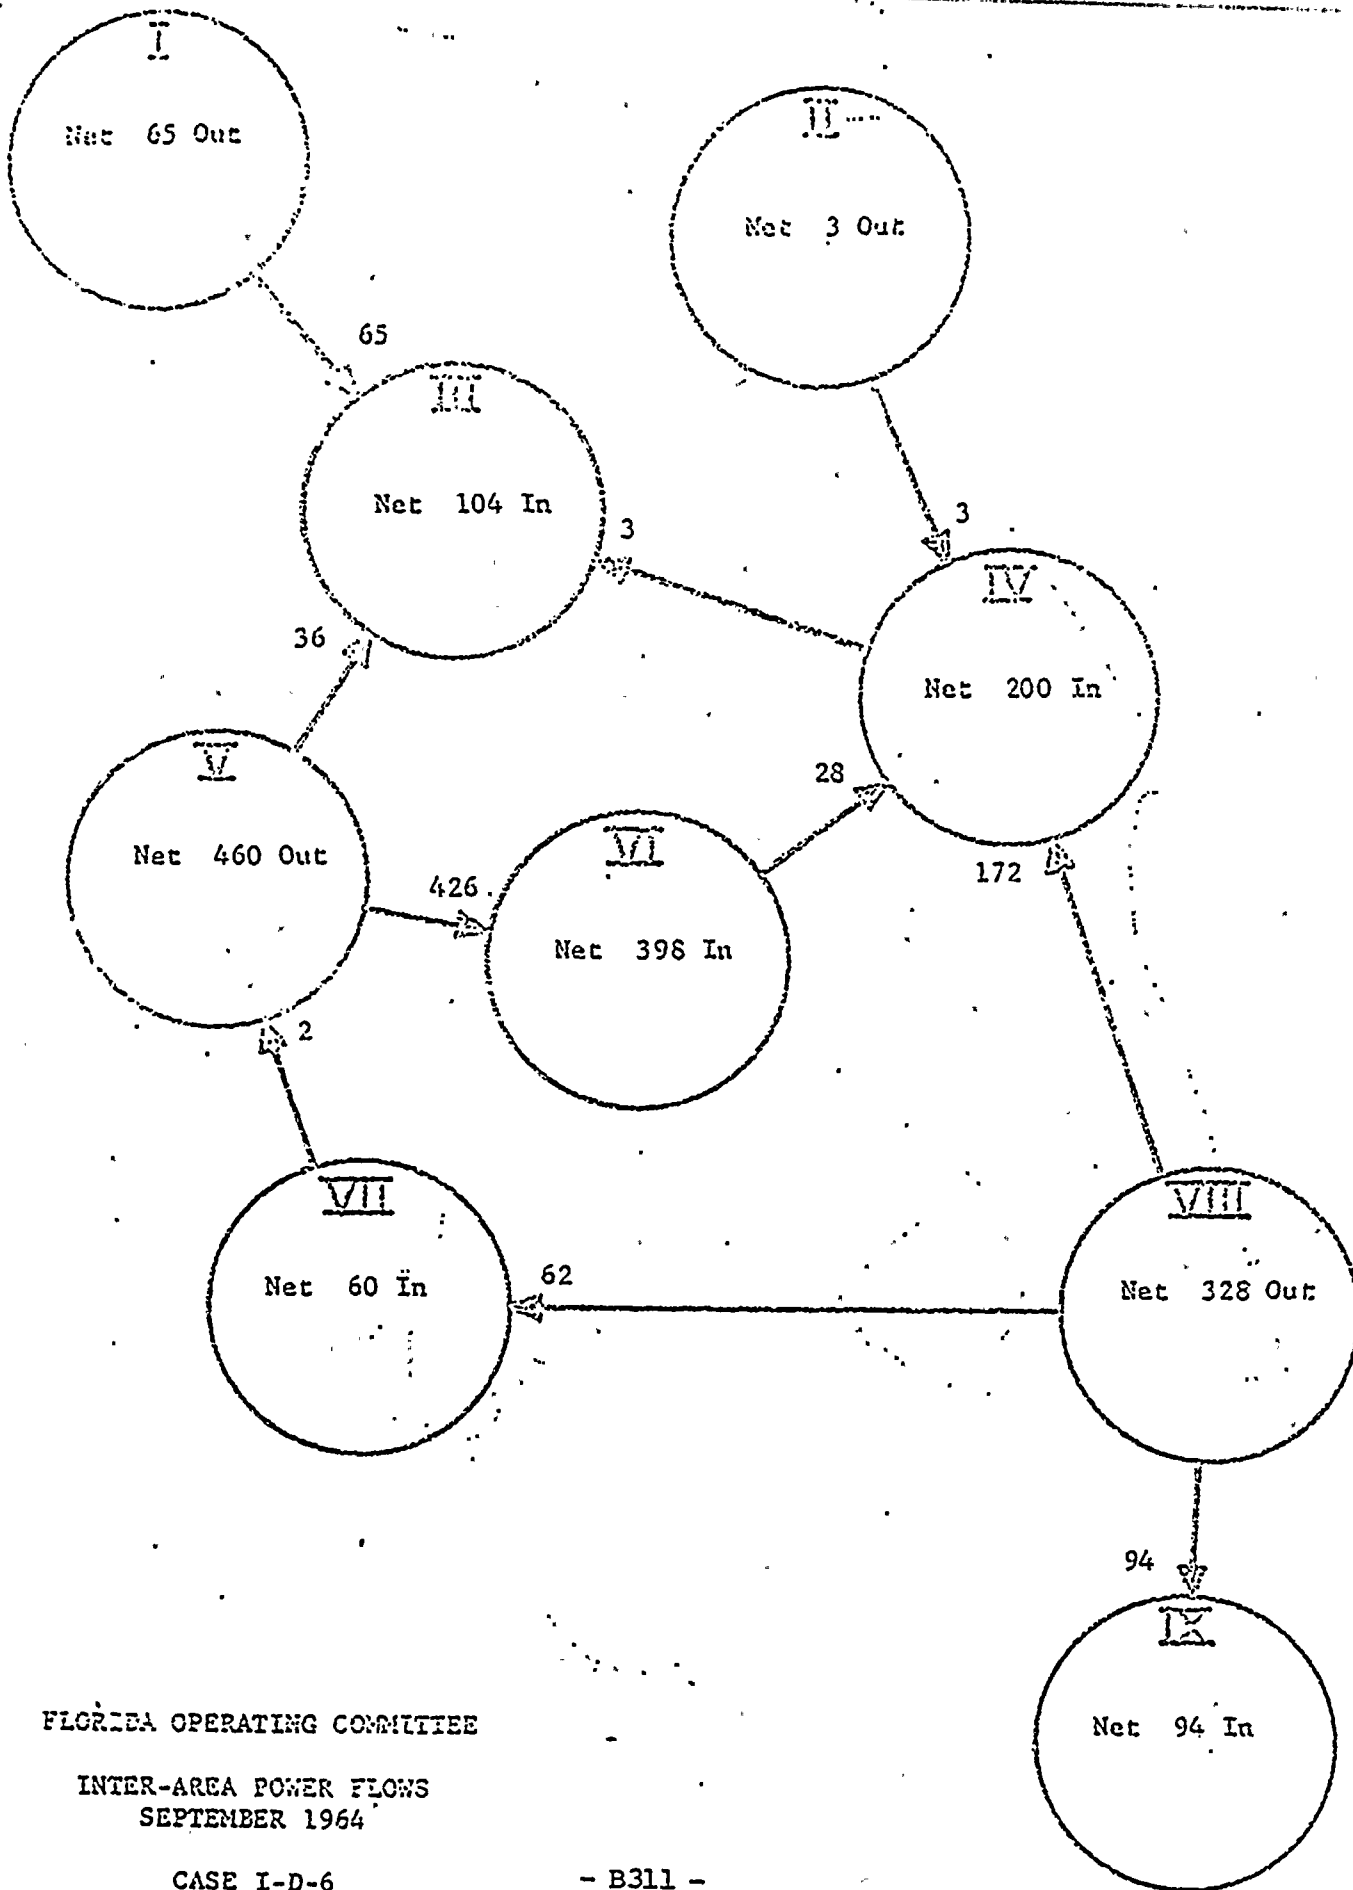 I
Net 65 Out
II
Net 3 Out
65
III
Net 104 In
3
3
IV
Net 200 In
36
V
Net 460 Out
28
VI
Net 398 In
426
172
2
VII
Net 60 In
62
VIII
Net 328 Out
94
IX
Net 94 In
FLORIDA OPERATING COMMITTEE
INTER-AREA POWER FLOWS
SEPTEMBER 1964
CASE I-D-6
- B311 -